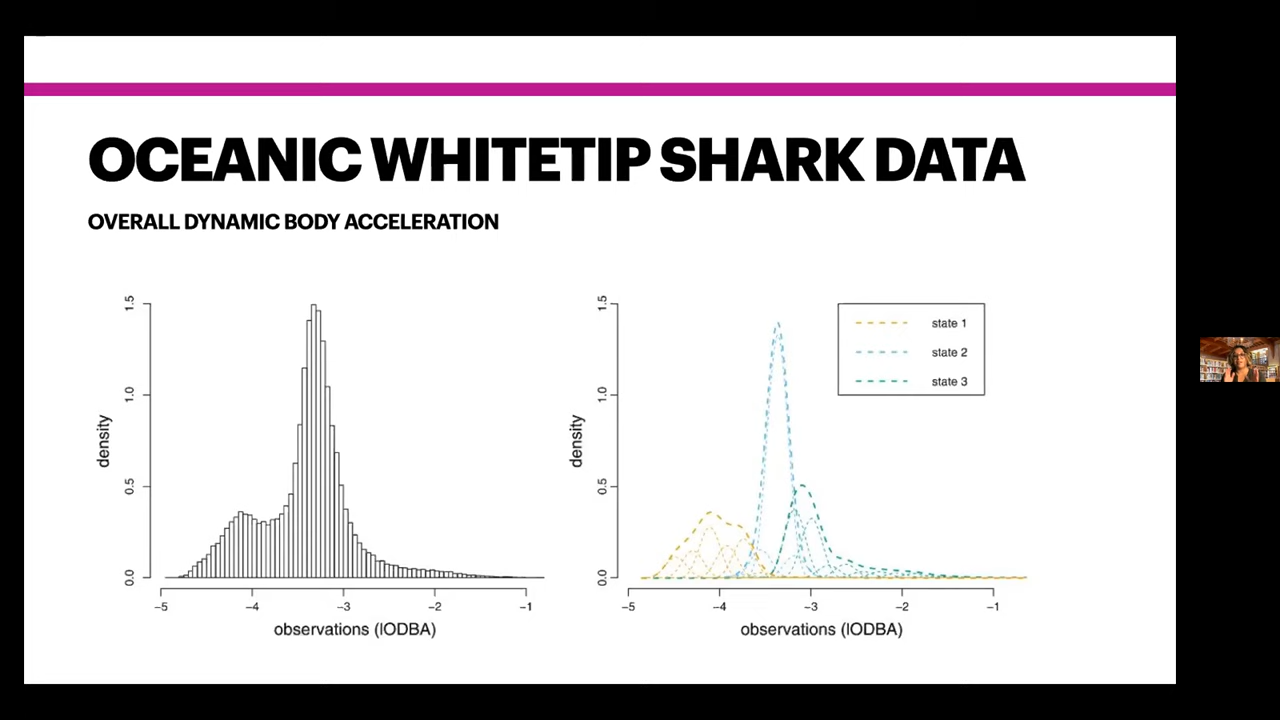 OCEANIC WHITETIP SHARK DATA
OVERALL DYNAMIC BODY ACCELERATION
density
0.0 0.5 1.0 1.5
−5 −4 −3 −2 −1
observations (lODBA)
density
0.0 0.5 1.0 1.5
state 1
state 2
state 3
−5 −4 −3 −2 −1
observations (lODBA)